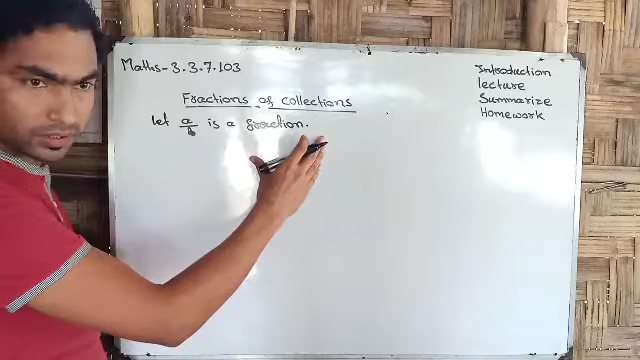 Maths-3.3.7.103
Fractions of collections
let a/b is a fraction.
Introduction
lecture
Summarize
Homework